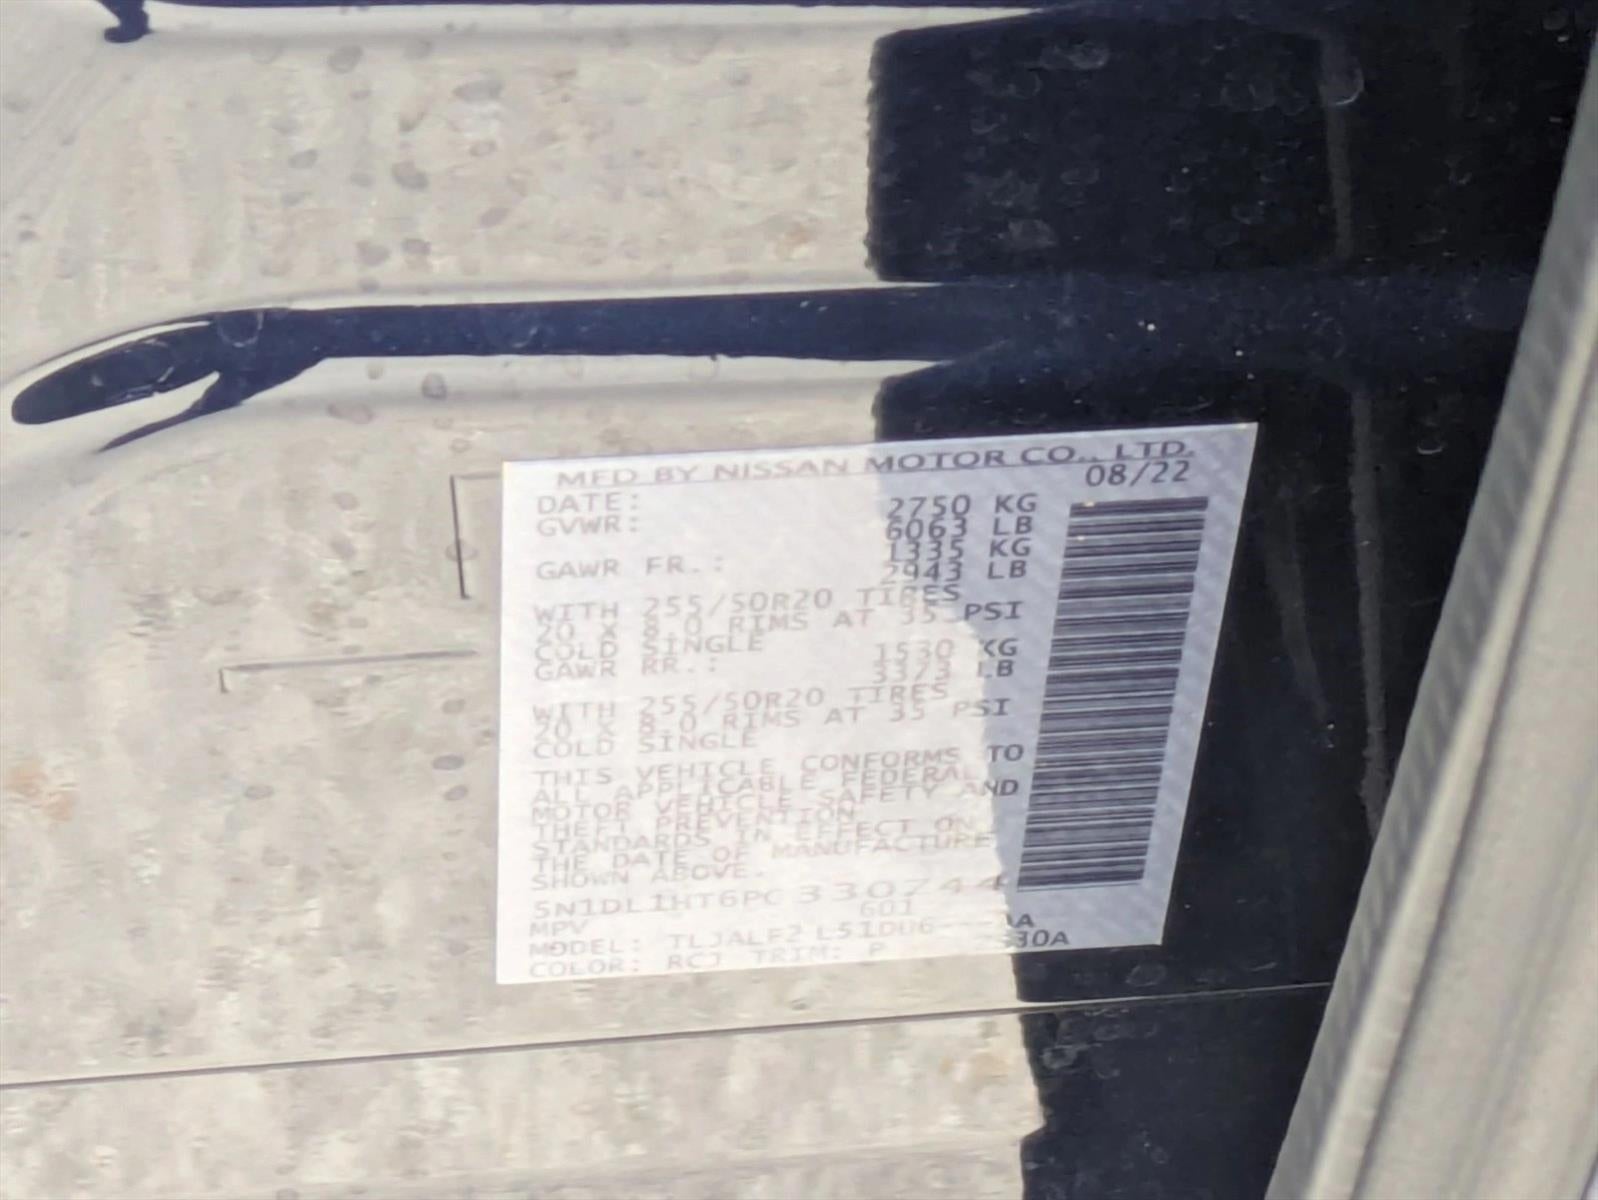 MFD BY NISSAN MOTOR CO., LTD.
DATE: 08/22
GVWR: 2750 KG
6063 LB
GAWR FR.: 1335 KG
2943 LB
WITH 255/50R20 TIRES
20 X 8.0 RIMS AT 35 PSI
COLD SINGLE
GAWR RR.: 1530 KG
3373 LB
WITH 255/50R20 TIRES
20 X 8.0 RIMS AT 35 PSI
COLD SINGLE
THIS VEHICLE CONFORMS TO
ALL APPLICABLE FEDERAL
MOTOR VEHICLE SAFETY AND
THEFT PREVENTION
STANDARDS IN EFFECT ON
THE DATE OF MANUFACTURE
SHOWN ABOVE.
5N1DL1HT6PC330744
MPV 601
MODEL: TLJALF2
COLOR: RCJ TRIM: P